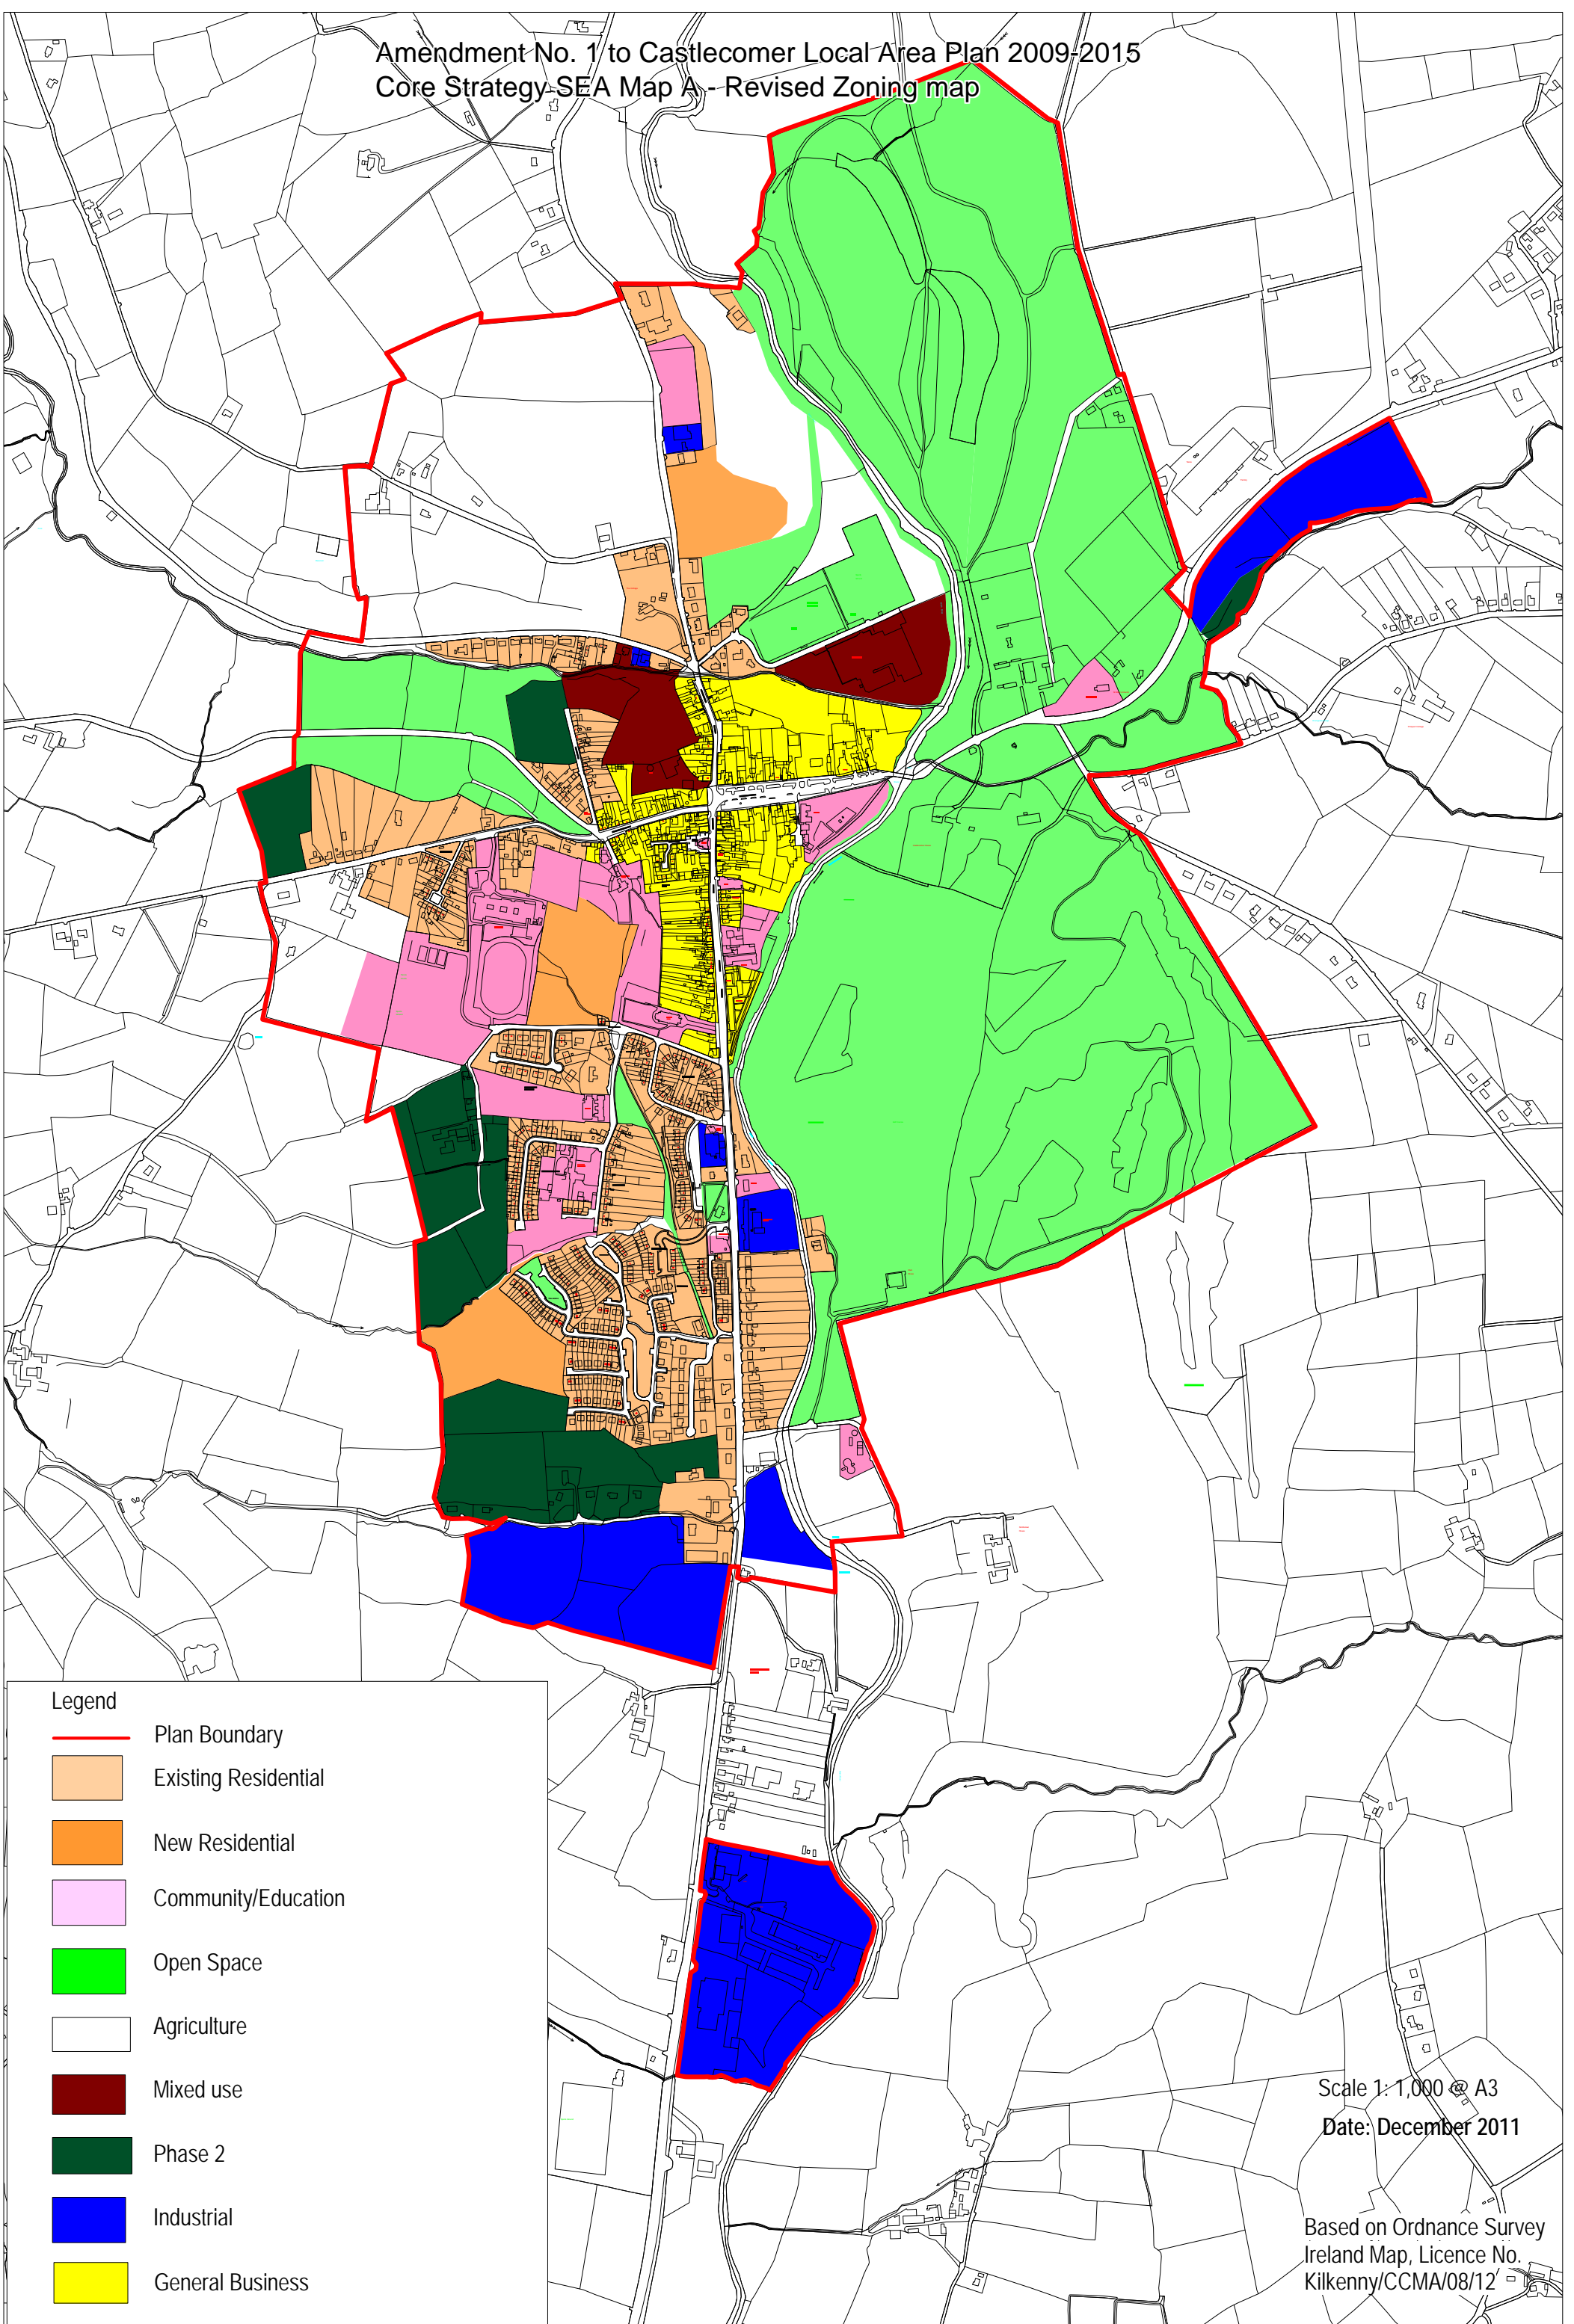 Amendment No. 1 to Castlecomer Local Area Plan 2009-2015
Core Strategy SEA Map A - Revised Zoning map
Legend
Plan Boundary
Existing Residential
New Residential
Community/Education
Open Space
Agriculture
Mixed use
Phase 2
Industrial
General Business
Scale 1: 1,000 @ A3
Date: December 2011
Based on Ordnance Survey
Ireland Map, Licence No.
Kilkenny/CCMA/08/12